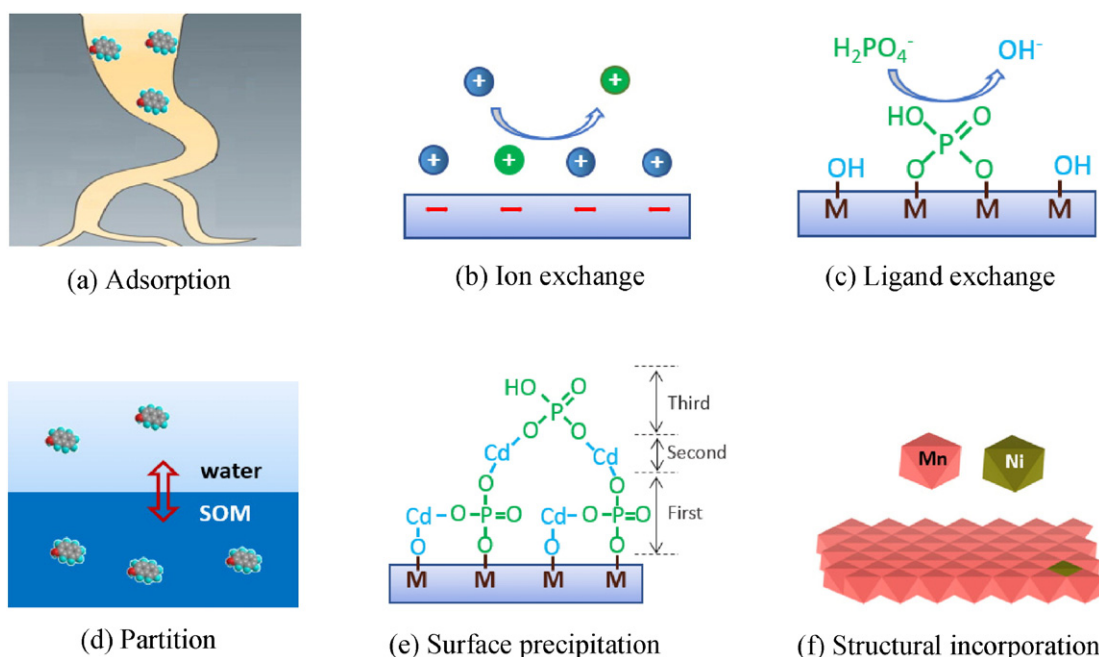 H₂PO₄⁻ OH⁻
HO O
P
OH O O OH
M M M M
(a) Adsorption
(b) Ion exchange
(c) Ligand exchange
water
SOM
(d) Partition
HO O
P
O O
Third
Cd Cd
Second
O O
Cd O P O Cd O P O
First
O O O O
M M M M
(e) Surface precipitation
Mn Ni
(f) Structural incorporation